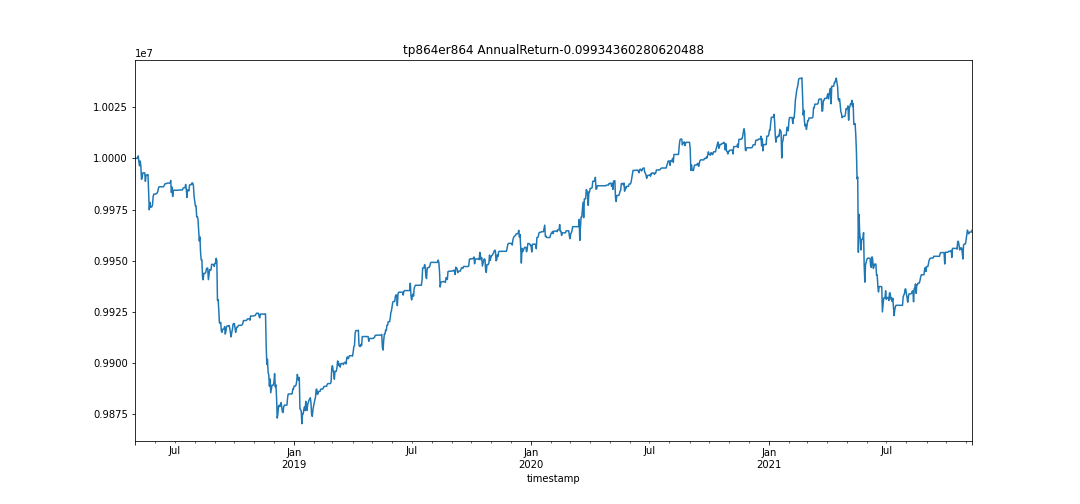 tp864er864 AnnualReturn-0.09934360280620488
1e7
1.0025
1.0000
0.9975
0.9950
0.9925
0.9900
0.9875
Jul Jan Jul Jan Jul Jan Jul
2019 2020 2021
timestamp